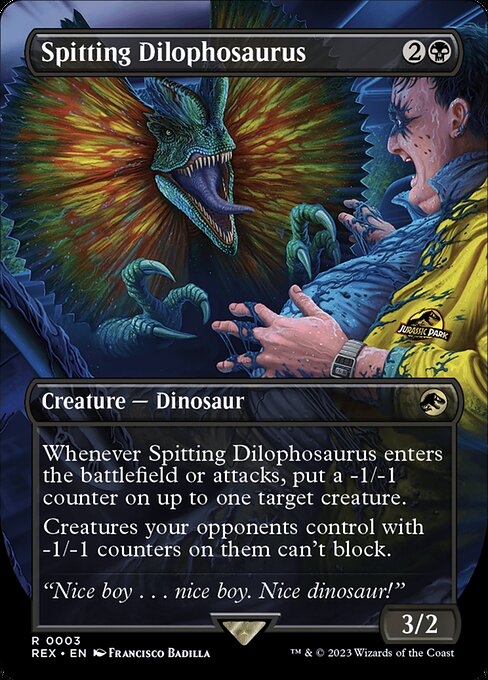 Spitting Dilophosaurus 2
JURASSIC PARK
Creature — Dinosaur
Whenever Spitting Dilophosaurus enters
the battlefield or attacks, put a -1/-1
counter on up to one target creature.
Creatures your opponents control with
-1/-1 counters on them can't block.
“Nice boy . . . nice boy. Nice dinosaur!”
3/2
R 0003
REX • EN Francisco Badilla
™ & © 2023 Wizards of the Coast